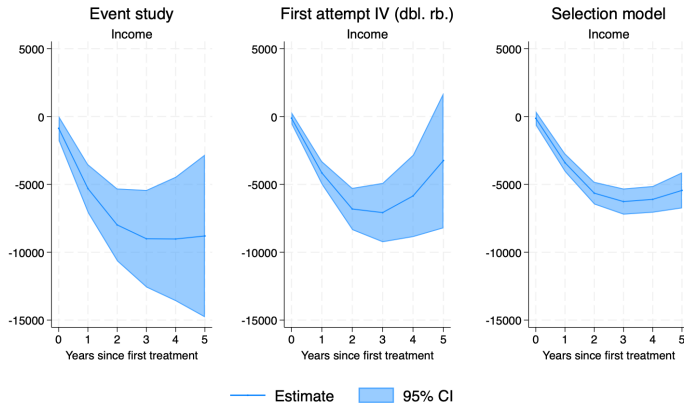 Event study
Income
5000
0
-5000
-10000
-15000
0 1 2 3 4 5
Years since first treatment
First attempt IV (dbl. rb.)
Income
5000
0
-5000
-10000
-15000
0 1 2 3 4 5
Years since first treatment
Selection model
Income
5000
0
-5000
-10000
-15000
0 1 2 3 4 5
Years since first treatment
Estimate 95% CI